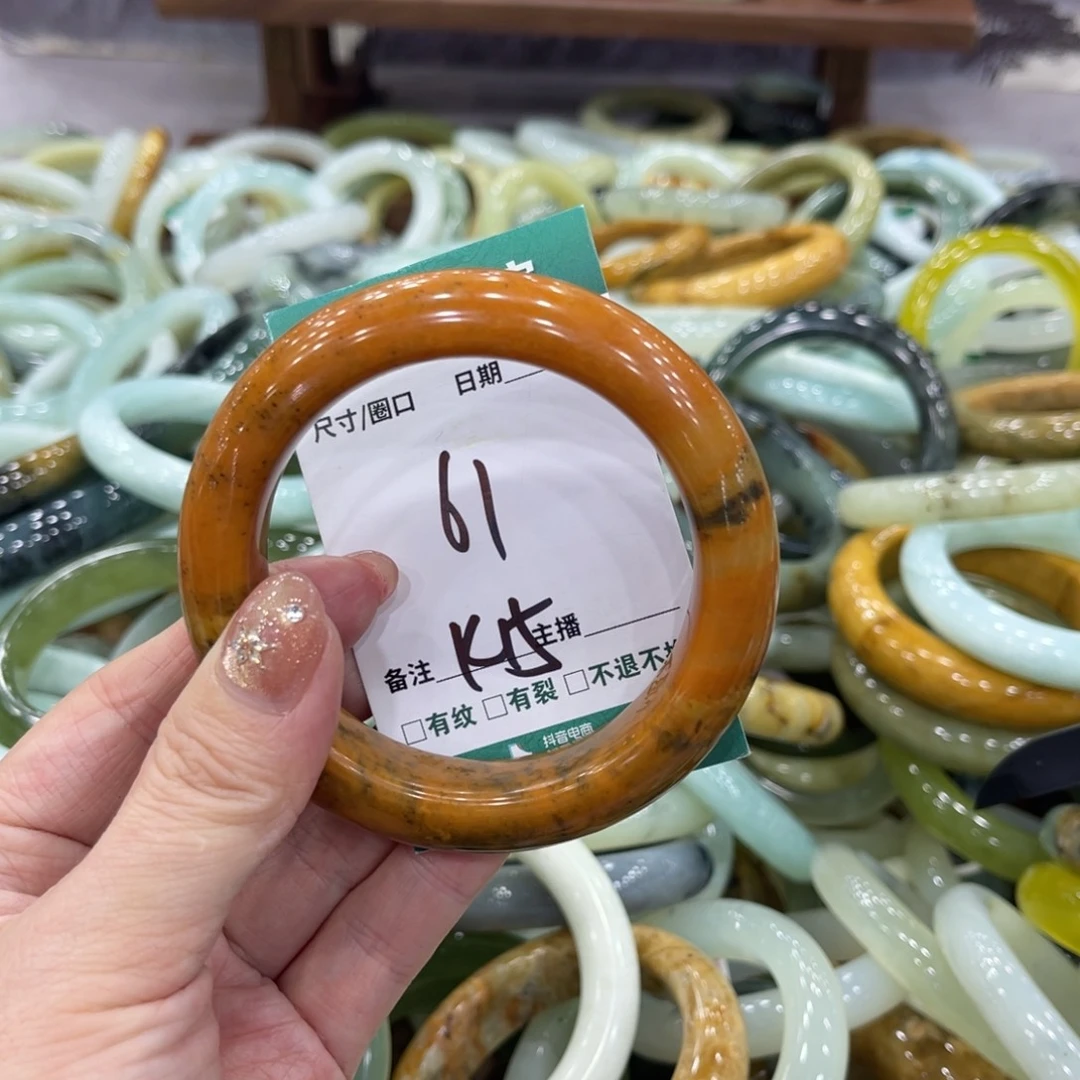 日期
尺寸/圈口
61
主播
备注
□有纹 □有裂 □不退不
抖音电商